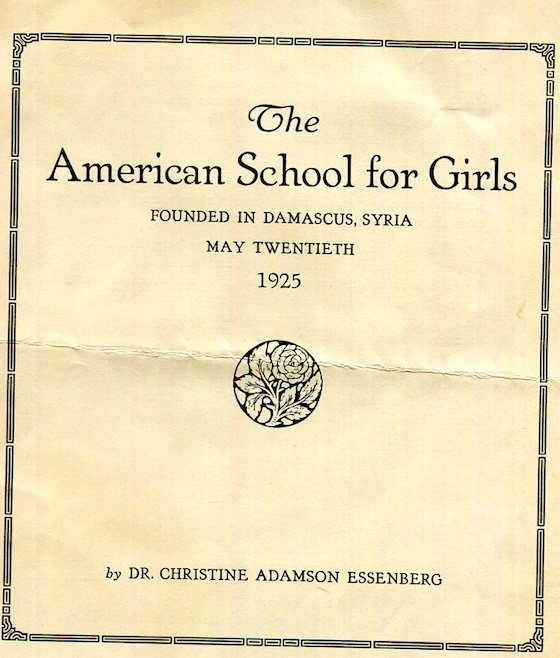 The
American School for Girls
FOUNDED IN DAMASCUS, SYRIA
MAY TWENTIETH
1925
by DR. CHRISTINE ADAMSON ESSENBERG